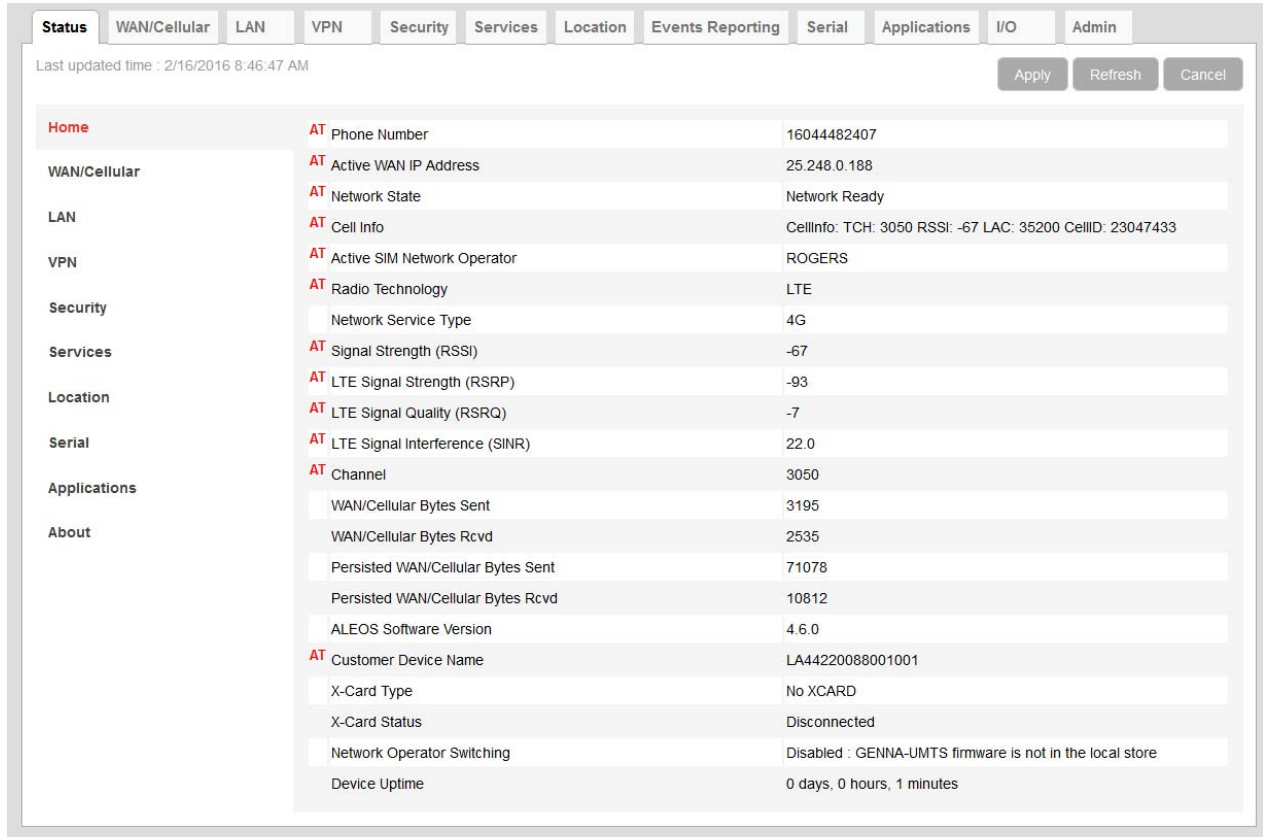 Status WAN/Cellular LAN VPN Security Services Location Events Reporting Serial Applications I/O Admin
Last updated time : 2/16/2016 8:46:47 AM
Apply Refresh Cancel
Home
WAN/Cellular
LAN
VPN
Security
Services
Location
Serial
Applications
About
AT Phone Number 16044482407
AT Active WAN IP Address 25.248.0.188
AT Network State Network Ready
AT Cell Info CellInfo: TCH: 3050 RSSI: -67 LAC: 35200 CellID: 23047433
AT Active SIM Network Operator ROGERS
AT Radio Technology LTE
Network Service Type 4G
AT Signal Strength (RSSI) -67
AT LTE Signal Strength (RSRP) -93
AT LTE Signal Quality (RSRQ) -7
AT LTE Signal Interference (SINR) 22.0
AT Channel 3050
WAN/Cellular Bytes Sent 3195
WAN/Cellular Bytes Rcvd 2535
Persisted WAN/Cellular Bytes Sent 71078
Persisted WAN/Cellular Bytes Rcvd 10812
ALEOS Software Version 4.6.0
AT Customer Device Name LA44220088001001
X-Card Type No XCARD
X-Card Status Disconnected
Network Operator Switching Disabled : GENNA-UMTS firmware is not in the local store
Device Uptime 0 days, 0 hours, 1 minutes